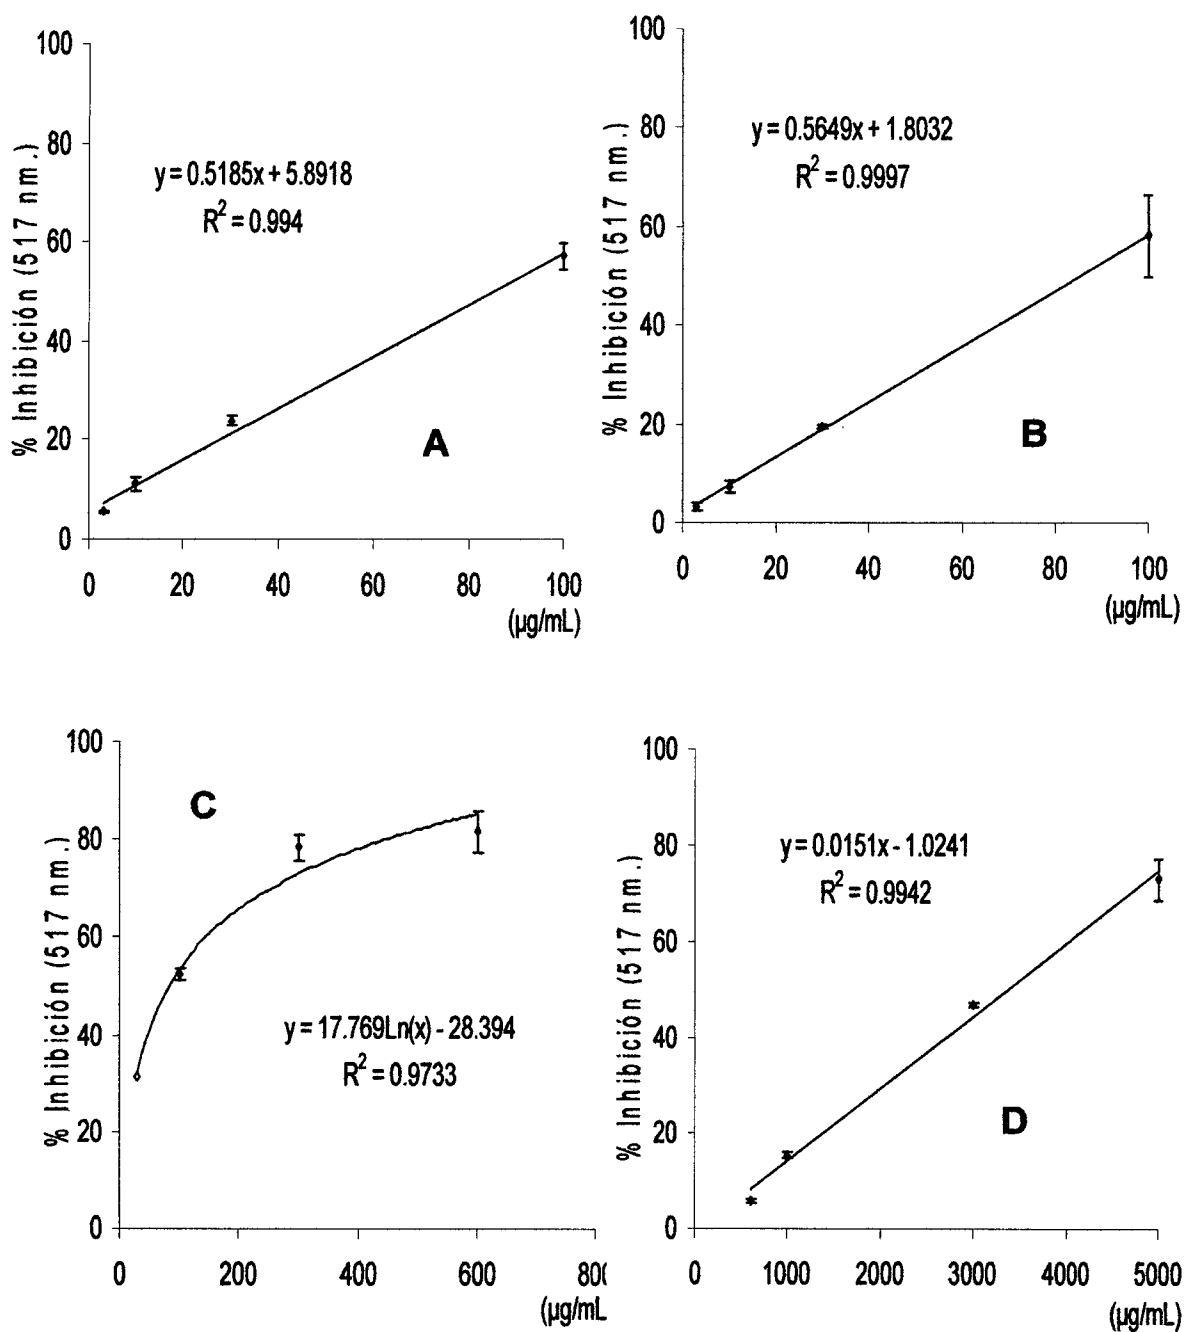 % Inhibición (517 nm.)
100
80
60
40
20
0
y = 0.5185x + 5.8918
R² = 0.994
A
0 20 40 60 80 100
(µg/mL)
% Inhibición (517 nm.)
100
80
60
40
20
0
y = 0.5649x + 1.8032
R² = 0.9997
B
0 20 40 60 80 100
(µg/mL)
% Inhibición (517 nm.)
100
80
60
40
20
0
C
y = 17.769Ln(x) - 28.394
R² = 0.9733
0 200 400 600 80(
(µg/mL
% Inhibición (517 nm.)
100
80
60
40
20
0
y = 0.0151x - 1.0241
R² = 0.9942
D
0 1000 2000 3000 4000 5000
(µg/mL)